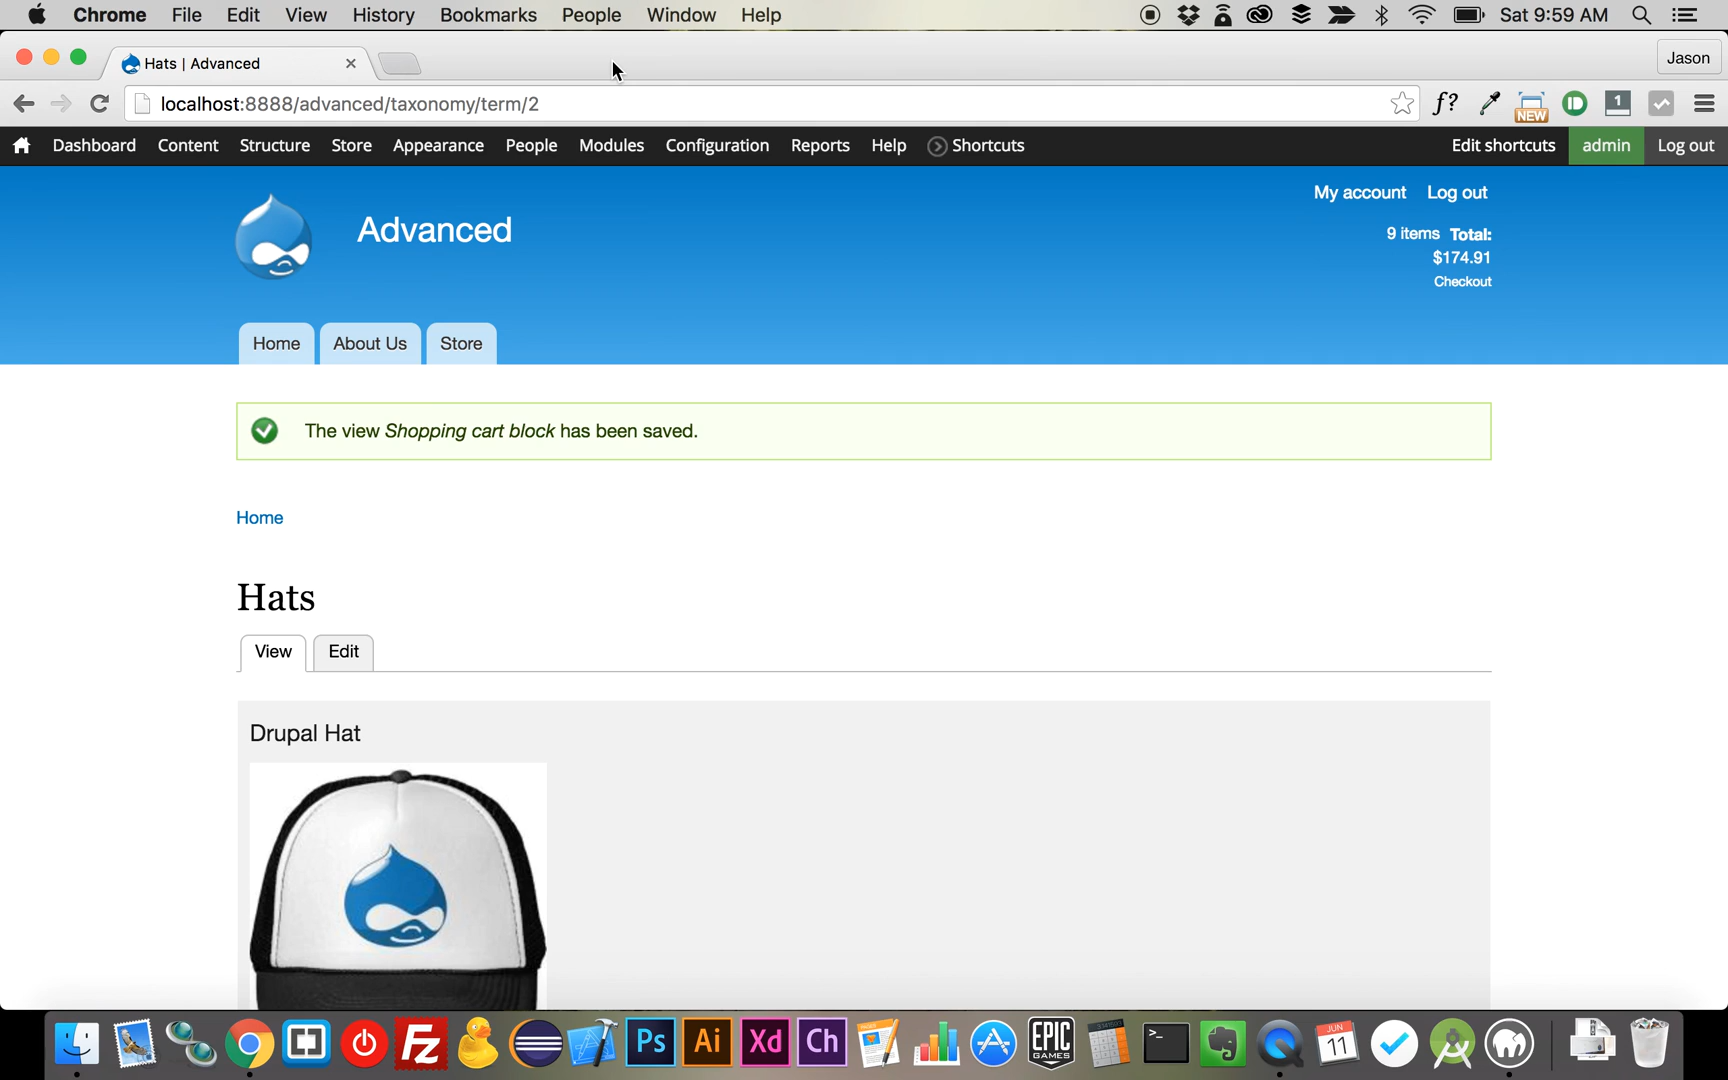 Chrome File Edit View History Bookmarks People Window Help Sat 9:59 AM
Hats | Advanced Jason
localhost:8888/advanced/taxonomy/term/2 f? NEW 1
Dashboard Content Structure Store Appearance People Modules Configuration Reports Help Shortcuts Edit shortcuts admin Log out
My account Log out
Advanced
9 items Total:
$174.91
Checkout
Home About Us Store
The view Shopping cart block has been saved.
Home
Hats
View Edit
Drupal Hat
Fz Ps Ai Xd Ch EPIC GAMES JUN 11